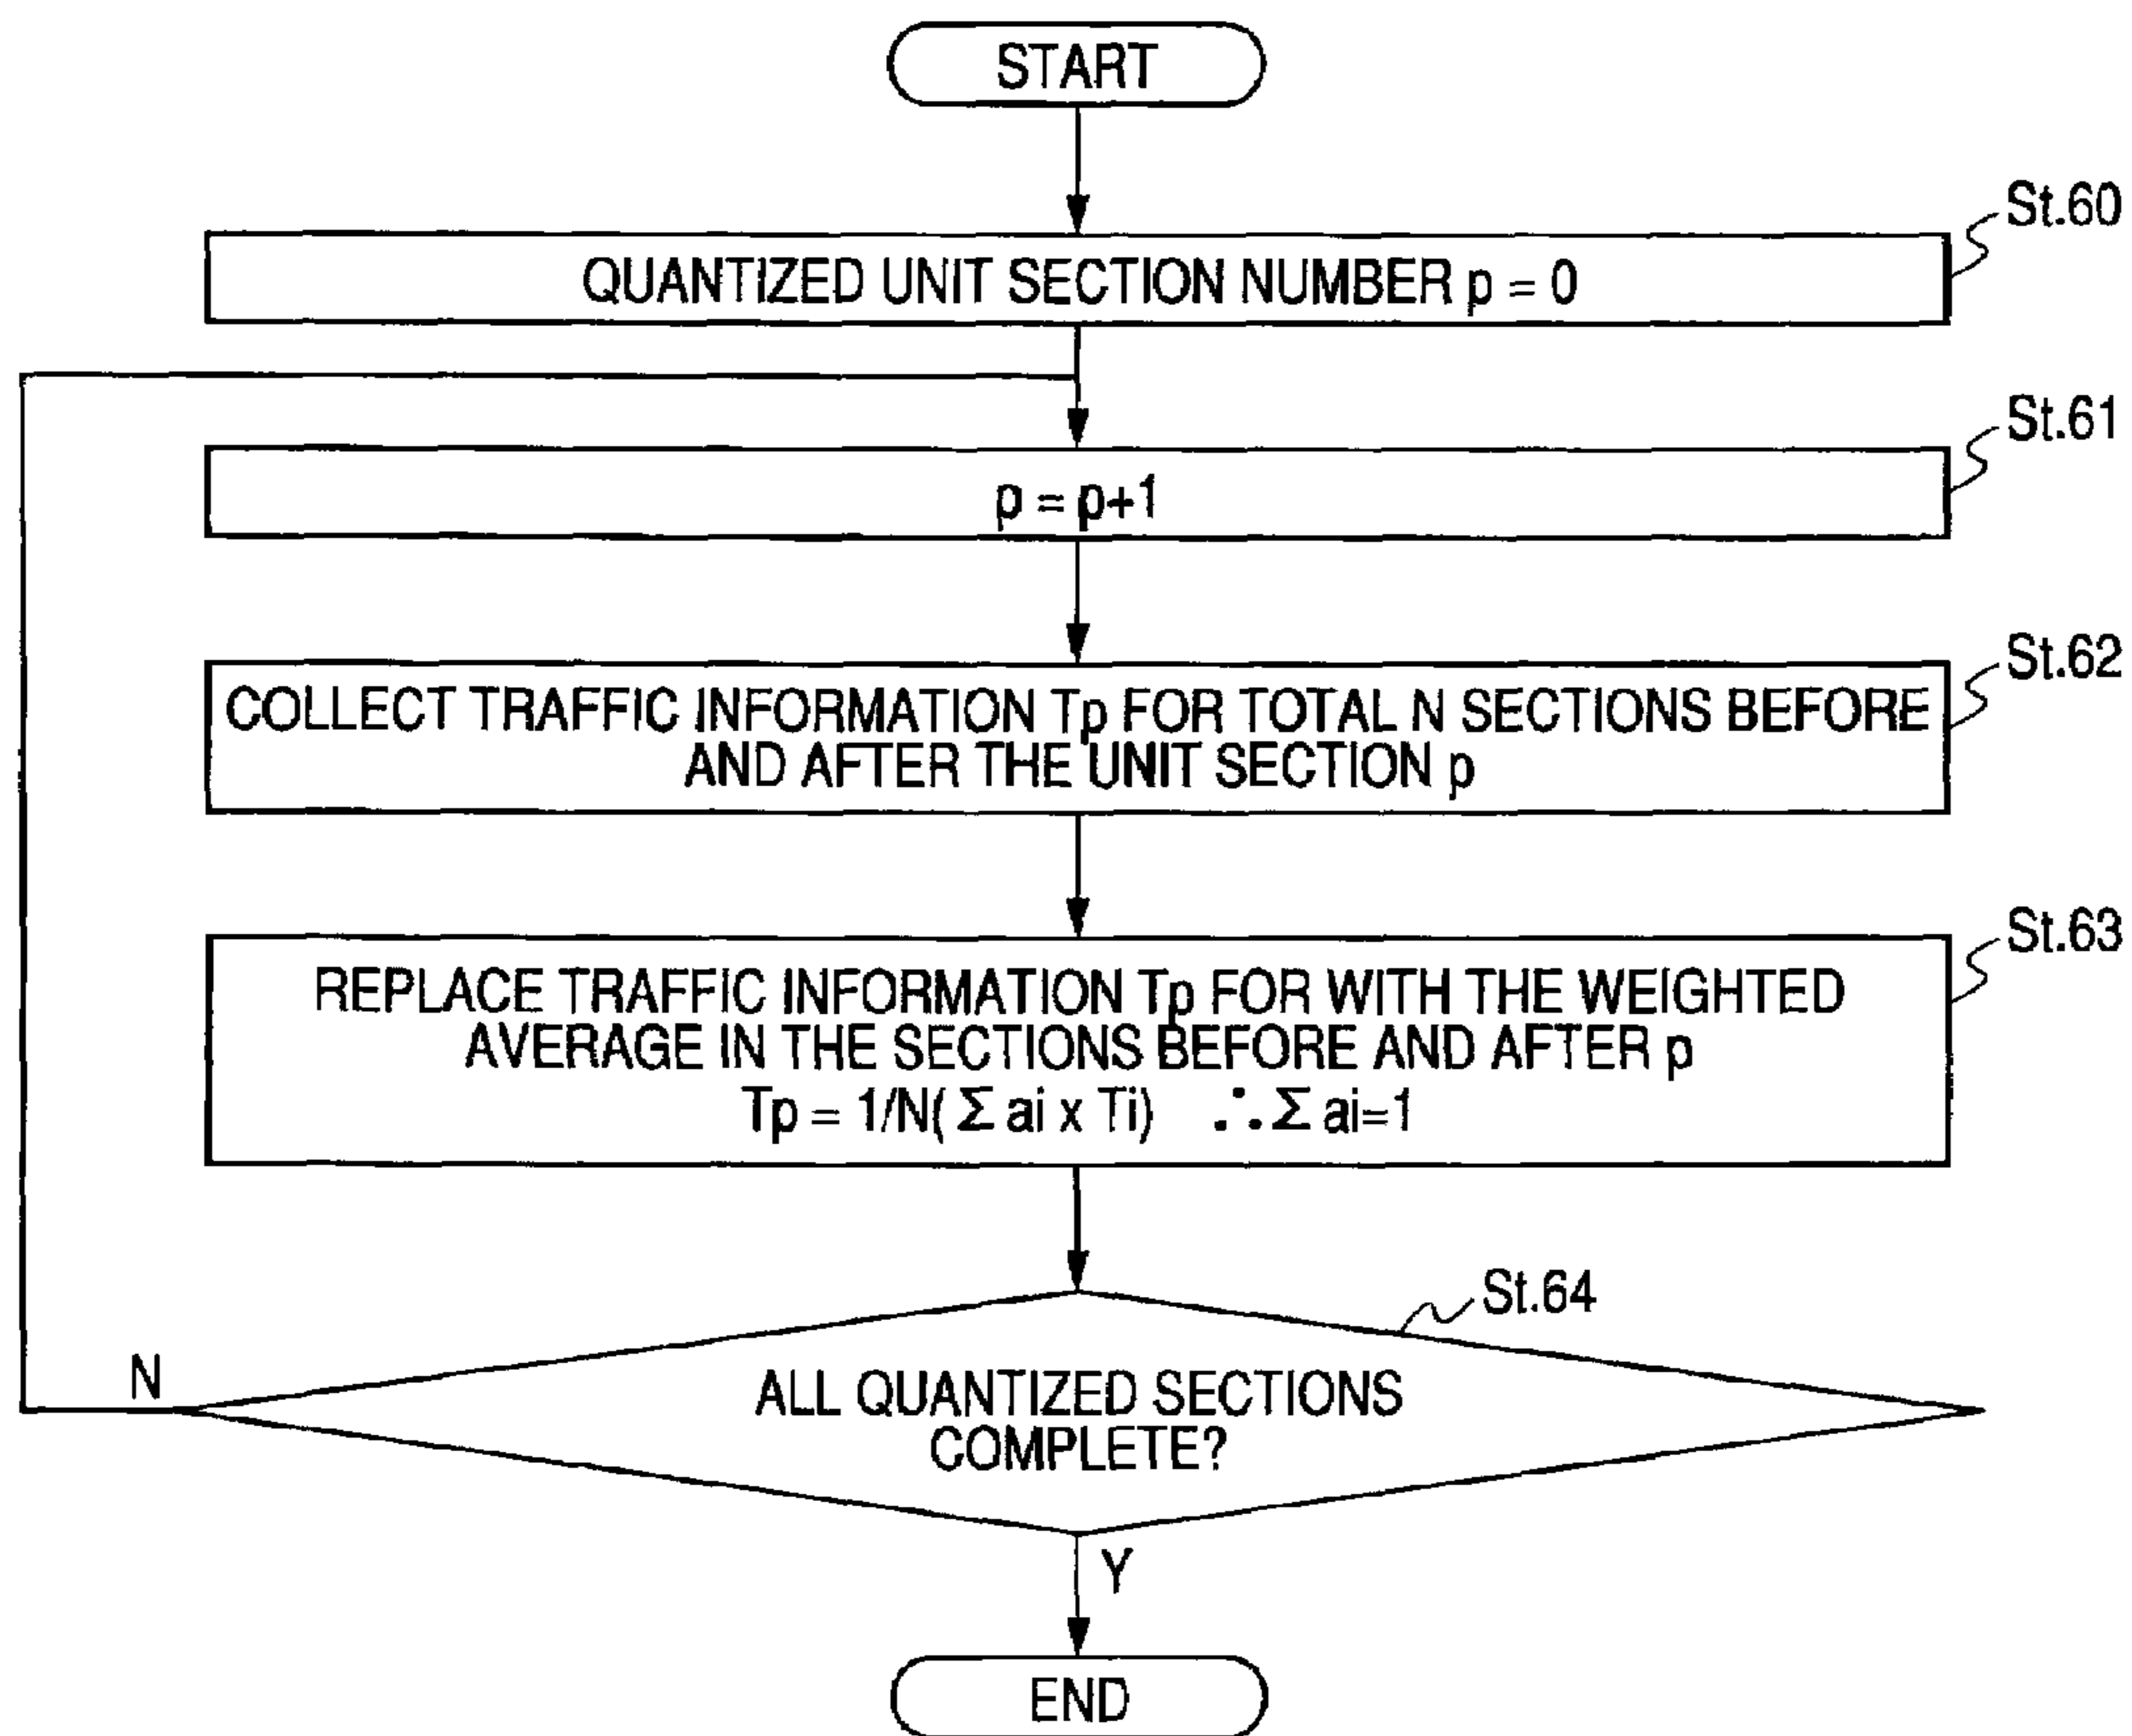 START
St.60
QUANTIZED UNIT SECTION NUMBER p = 0
St.61
p = p+1
St.62
COLLECT TRAFFIC INFORMATION Tp FOR TOTAL N SECTIONS BEFORE
AND AFTER THE UNIT SECTION p
St.63
REPLACE TRAFFIC INFORMATION Tp FOR WITH THE WEIGHTED
AVERAGE IN THE SECTIONS BEFORE AND AFTER p
Tp = 1/N( Σ ai x Ti) ∴Σ ai=1
St.64
N
ALL QUANTIZED SECTIONS
COMPLETE?
Y
END